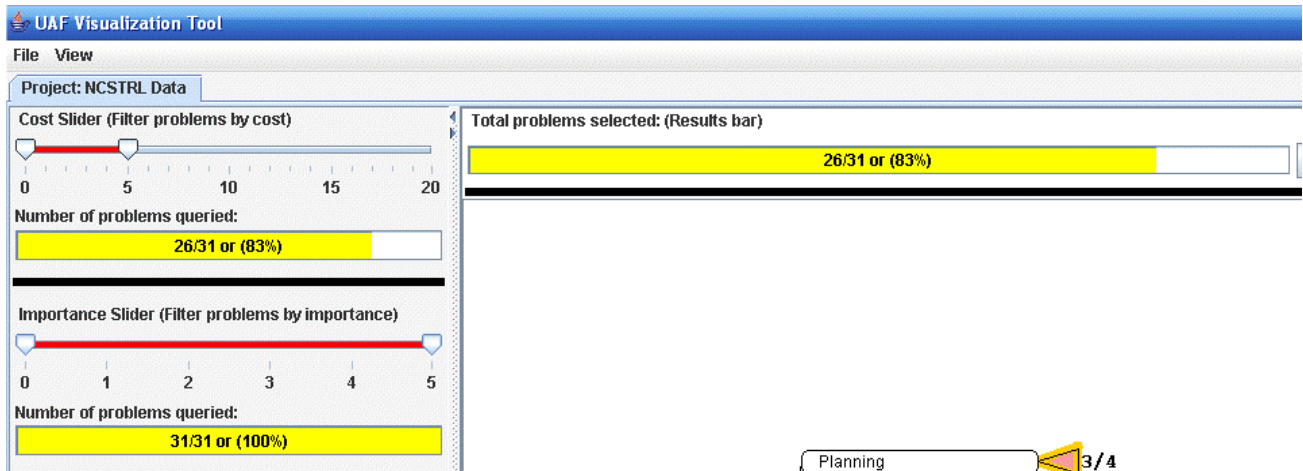 UAF Visualization Tool
File View
Project: NCSTRL Data
Cost Slider (Filter problems by cost)
0 5 10 15 20
Number of problems queried:
26/31 or (83%)
Importance Slider (Filter problems by importance)
0 1 2 3 4 5
Number of problems queried:
31/31 or (100%)
Total problems selected: (Results bar)
26/31 or (83%)
Planning 3/4